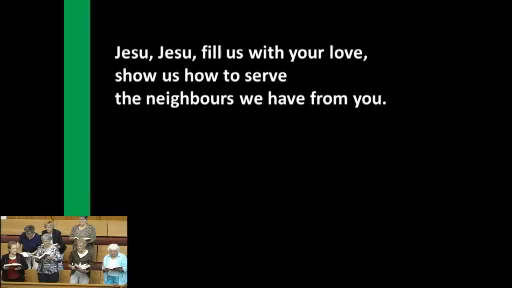 Jesu, Jesu, fill us with your love,
show us how to serve
the neighbours we have from you.